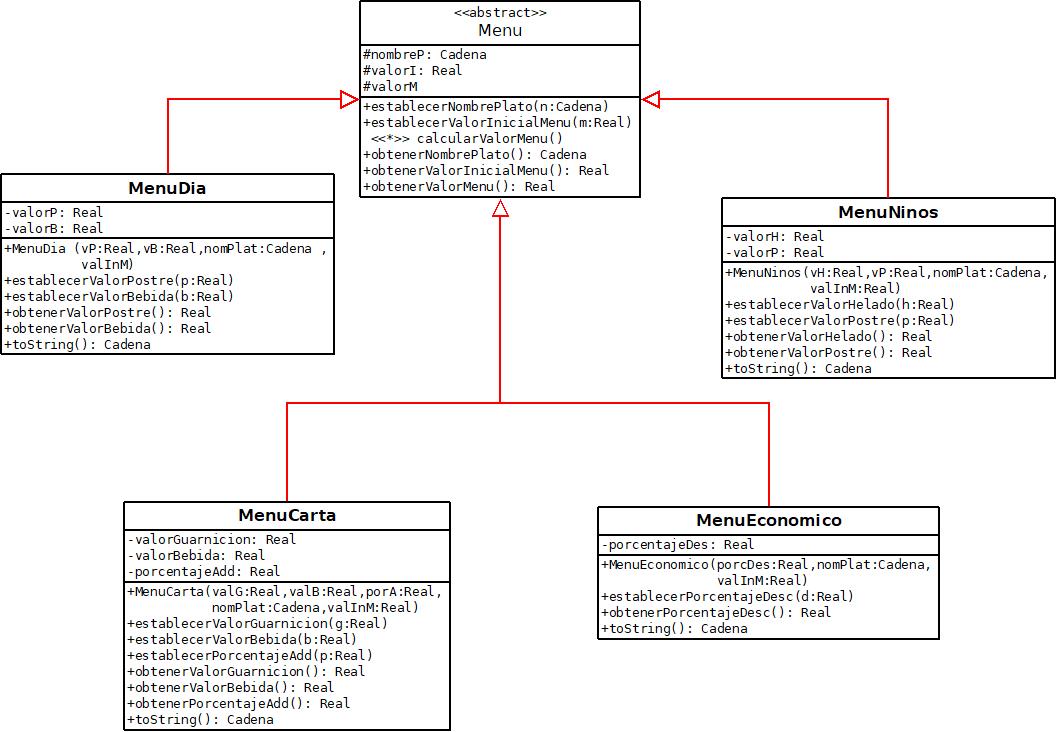 <<abstract>>
Menu
#nombreP: Cadena
#valorI: Real
#valorM
+establecerNombrePlato(n:Cadena)
+establecerValorInicialMenu(m:Real)
<<*>> calcularValorMenu()
+obtenerNombrePlato(): Cadena
+obtenerValorInicialMenu(): Real
+obtenerValorMenu(): Real
MenuDia
-valorP: Real
-valorB: Real
+MenuDia (vP:Real,vB:Real,nomPlat:Cadena ,
valInM)
+establecerValorPostre(p:Real)
+establecerValorBebida(b:Real)
+obtenerValorPostre(): Real
+obtenerValorBebida(): Real
+toString(): Cadena
MenuNinos
-valorH: Real
-valorP: Real
+MenuNinos(vH:Real,vP:Real,nomPlat:Cadena,
valInM:Real)
+establecerValorHelado(h:Real)
+establecerValorPostre(p:Real)
+obtenerValorHelado(): Real
+obtenerValorPostre(): Real
+toString(): Cadena
MenuCarta
-valorGuarnicion: Real
-valorBebida: Real
-porcentajeAdd: Real
+MenuCarta(valG:Real,valB:Real,porA:Real,
nomPlat:Cadena,valInM:Real)
+establecerValorGuarnicion(g:Real)
+establecerValorBebida(b:Real)
+establecerPorcentajeAdd(p:Real)
+obtenerValorGuarnicion(): Real
+obtenerValorBebida(): Real
+obtenerPorcentajeAdd(): Real
+toString(): Cadena
MenuEconomico
-porcentajeDes: Real
+MenuEconomico(porcDes:Real,nomPlat:Cadena,
valInM:Real)
+establecerPorcentajeDesc(d:Real)
+obtenerPorcentajeDesc(): Real
+toString(): Cadena